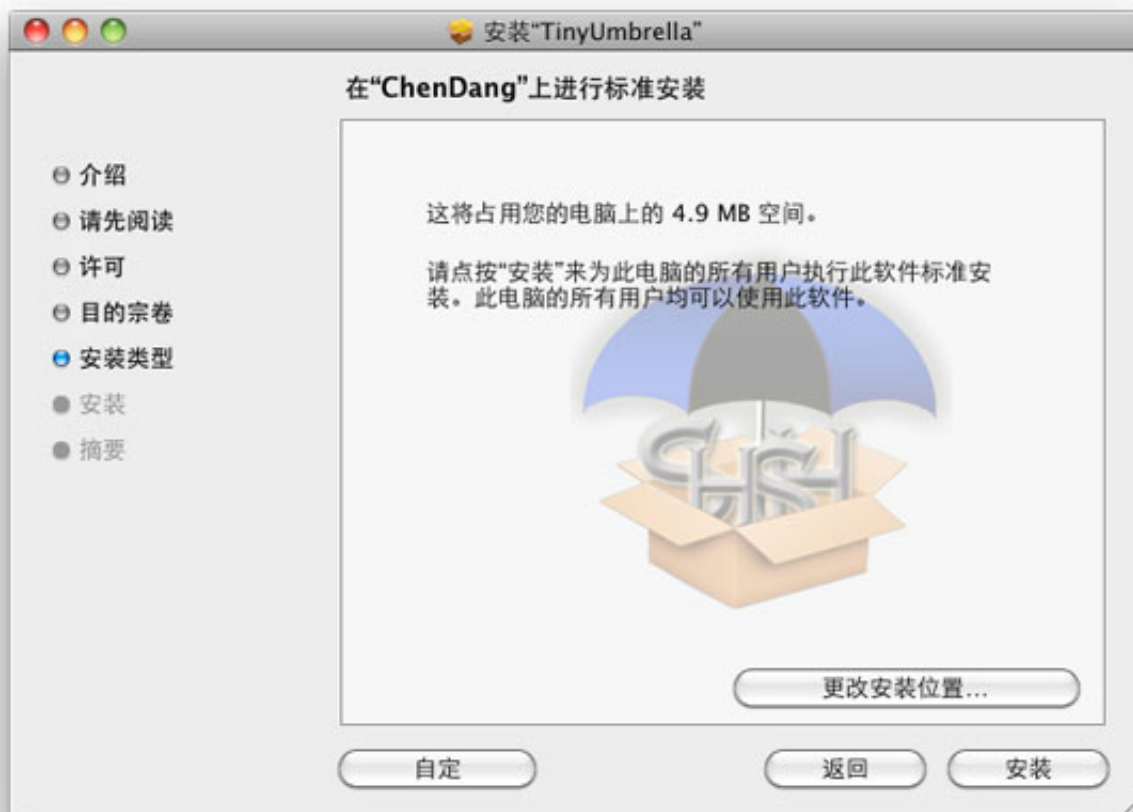 安装“TinyUmbrella”
在“ChenDang”上进行标准安装
介绍
请先阅读
许可
目的宗卷
安装类型
安装
摘要
这将占用您的电脑上的 4.9 MB 空间。
请点按“安装”来为此电脑的所有用户执行此软件标准安
装。此电脑的所有用户均可以使用此软件。
更改安装位置...
自定
返回
安装